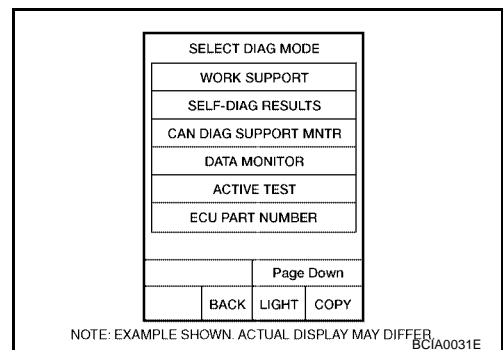 SELECT DIAG MODE
WORK SUPPORT
SELF-DIAG RESULTS
CAN DIAG SUPPORT MNTR
DATA MONITOR
ACTIVE TEST
ECU PART NUMBER
Page Down
BACK LIGHT COPY
NOTE: EXAMPLE SHOWN. ACTUAL DISPLAY MAY DIFFER.
BCIA0031E